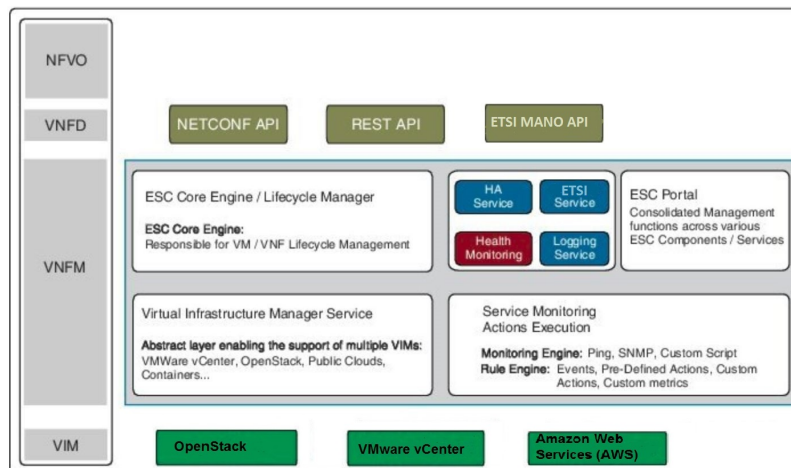 NFVO
VNFD
NETCONF API
REST API
ETSI MANO API
VNFM
ESC Core Engine / Lifecycle Manager
ESC Core Engine:
Responsible for VM / VNF Lifecycle Management
HA
Service
ETSI
Service
Health
Monitoring
Logging
Service
ESC Portal
Consolidated Management
functions across various
ESC Components / Services
Virtual Infrastructure Manager Service
Abstract layer enabling the support of multiple VIMs:
VMWare vCenter, OpenStack, Public Clouds,
Containers...
Service Monitoring
Actions Execution
Monitoring Engine: Ping, SNMP, Custom Script
Rule Engine: Events, Pre-Defined Actions, Custom
Actions, Custom metrics
VIM
OpenStack
VMware vCenter
Amazon Web
Services (AWS)